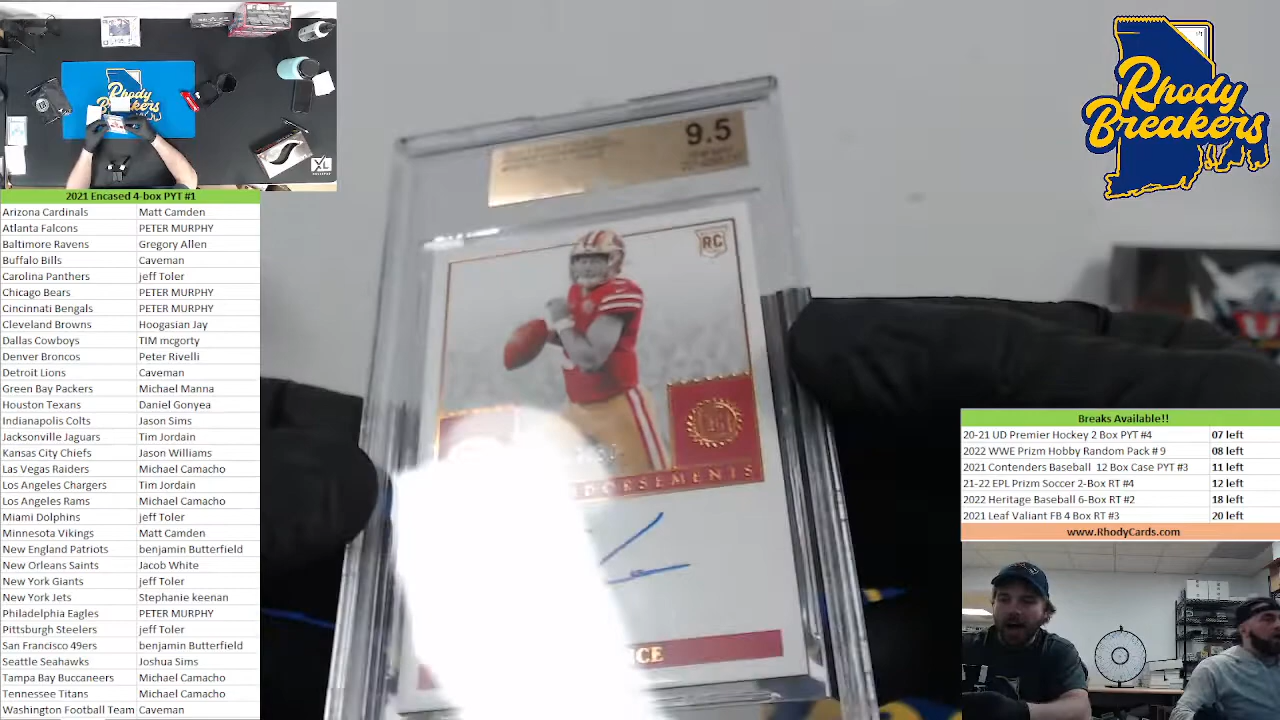 2021 Encased 4-box PYT #1
Arizona Cardinals Matt Camden
Atlanta Falcons PETER MURPHY
Baltimore Ravens Gregory Allen
Buffalo Bills Caveman
Carolina Panthers jeff Toler
Chicago Bears PETER MURPHY
Cincinnati Bengals PETER MURPHY
Cleveland Browns Hoogasian Jay
Dallas Cowboys TIM mcgorty
Denver Broncos Peter Rivelli
Detroit Lions Caveman
Green Bay Packers Michael Manna
Houston Texans Daniel Gonyea
Indianapolis Colts Jason Sims
Jacksonville Jaguars Tim Jordain
Kansas City Chiefs Jason Williams
Las Vegas Raiders Michael Camacho
Los Angeles Chargers Tim Jordain
Los Angeles Rams Michael Camacho
Miami Dolphins jeff Toler
Minnesota Vikings Matt Camden
New England Patriots benjamin Butterfield
New Orleans Saints Jacob White
New York Giants jeff Toler
New York Jets Stephanie keenan
Philadelphia Eagles PETER MURPHY
Pittsburgh Steelers jeff Toler
San Francisco 49ers benjamin Butterfield
Seattle Seahawks Joshua Sims
Tampa Bay Buccaneers Michael Camacho
Tennessee Titans Michael Camacho
Washington Football Team Caveman
Rhody
Breakers
XL
9.5
RC
Rhody
Breakers
Breaks Available!!
20-21 UD Premier Hockey 2 Box PYT #4 07 left
2022 WWE Prizm Hobby Random Pack # 9 08 left
2021 Contenders Baseball 12 Box Case PYT #3 11 left
21-22 EPL Prizm Soccer 2-Box RT #4 12 left
2022 Heritage Baseball 6-Box RT #2 18 left
2021 Leaf Valiant FB 4 Box RT #3 20 left
www.RhodyCards.com